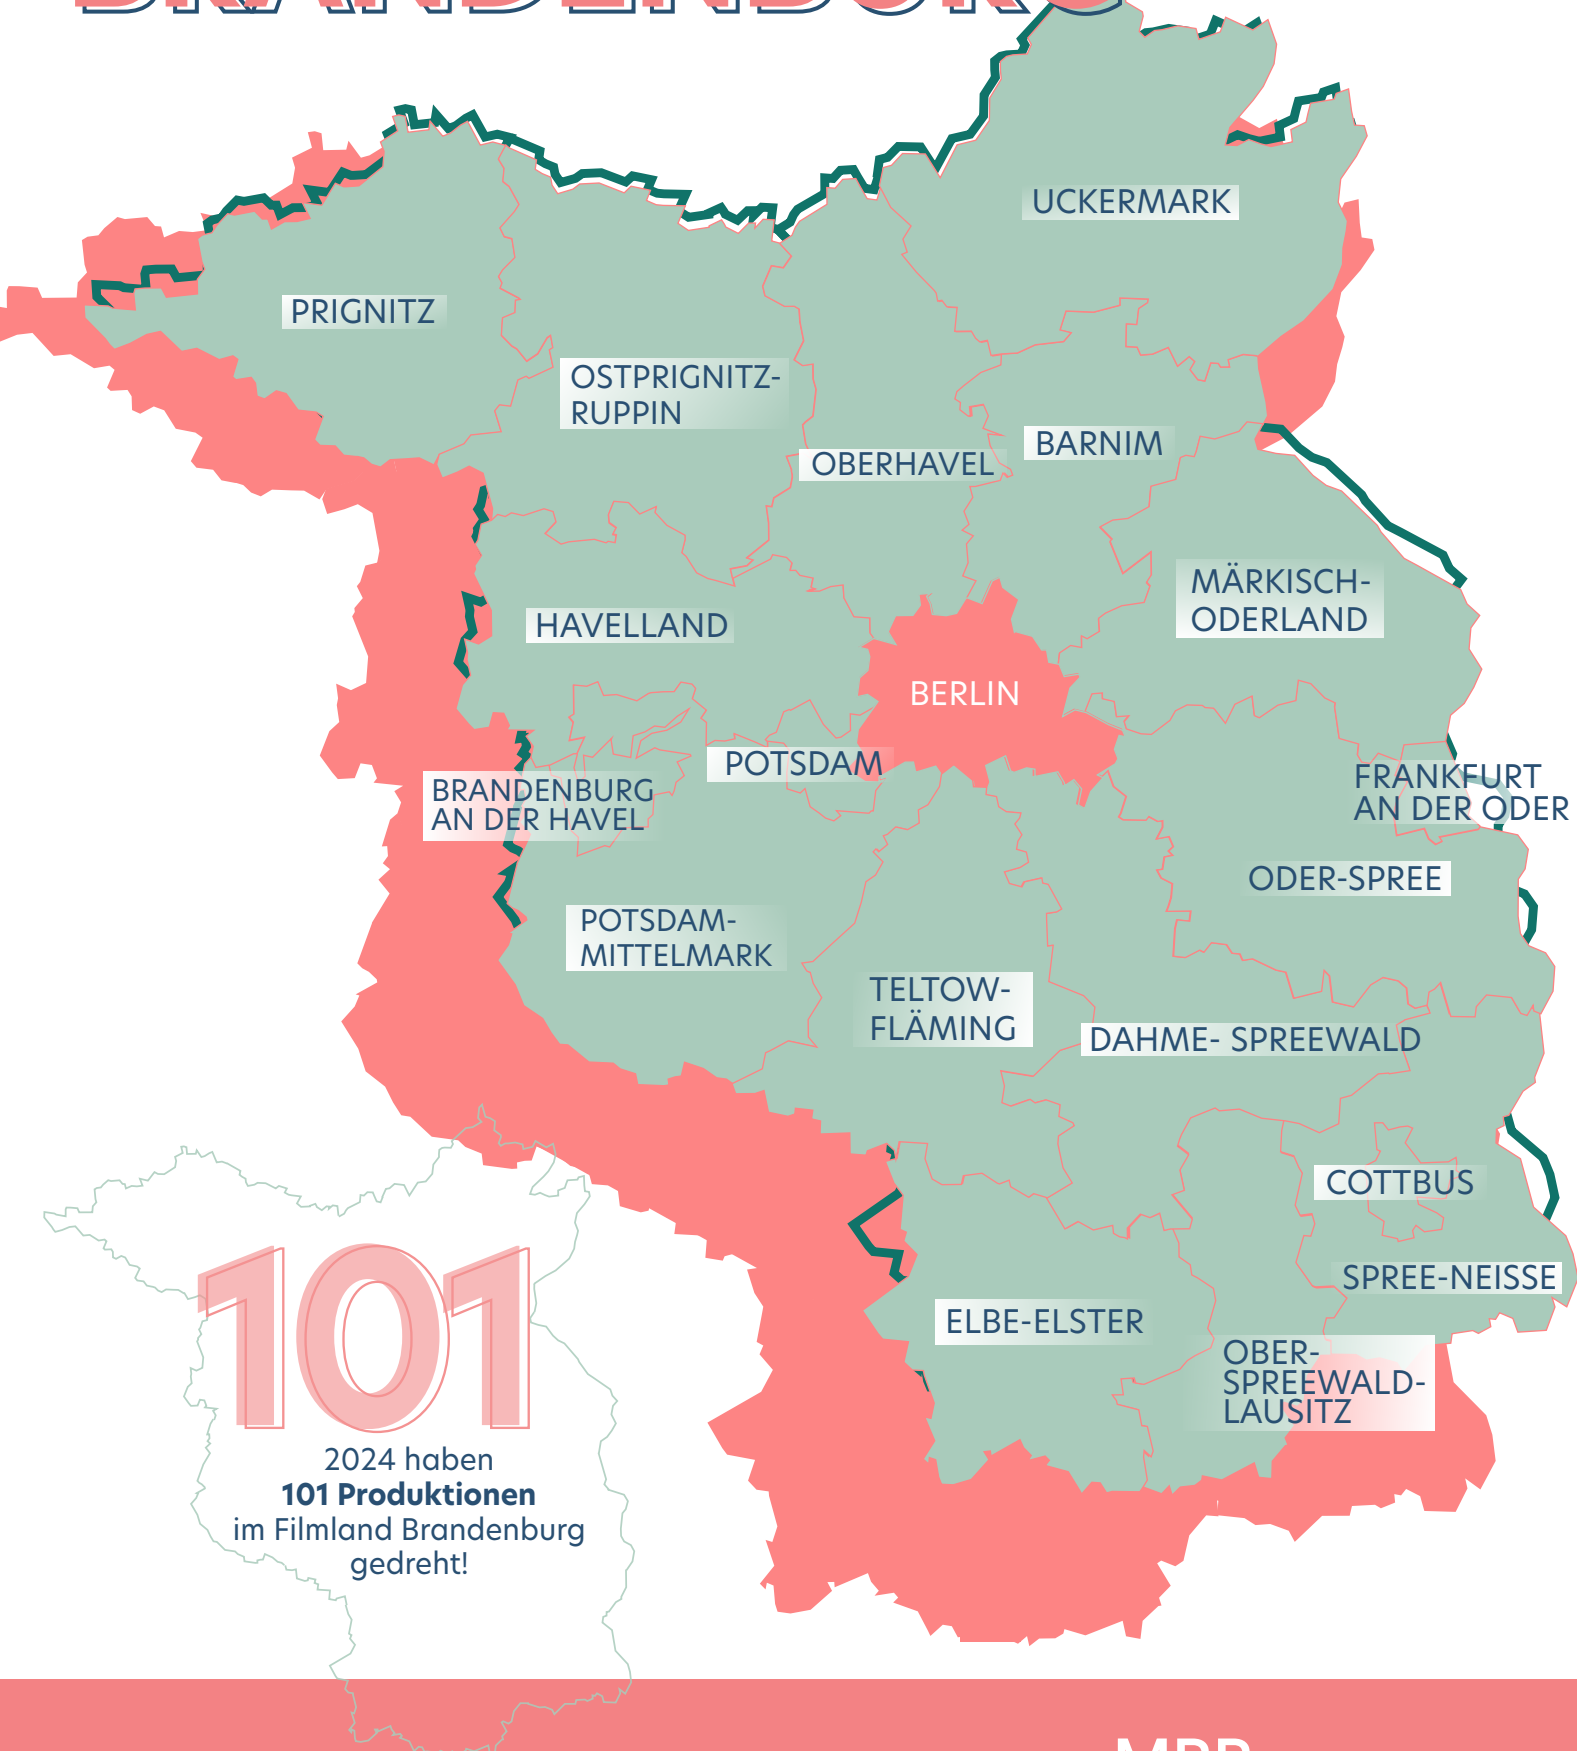 BRANDENBURG
UCKERMARK
PRIGNITZ
OSTPRIGNITZ-
RUPPIN
BARNIM
OBERHAVEL
MÄRKISCH-
ODERLAND
HAVELLAND
BERLIN
POTSDAM
FRANKFURT
AN DER ODER
BRANDENBURG
AN DER HAVEL
ODER-SPREE
POTSDAM-
MITTELMARK
TELTOW-
FLÄMING
DAHME- SPREEWALD
COTTBUS
SPREE-NEISSE
ELBE-ELSTER
OBER-
SPREEWALD-
LAUSITZ
101
2024 haben
101 Produktionen
im Filmland Brandenburg
gedreht!